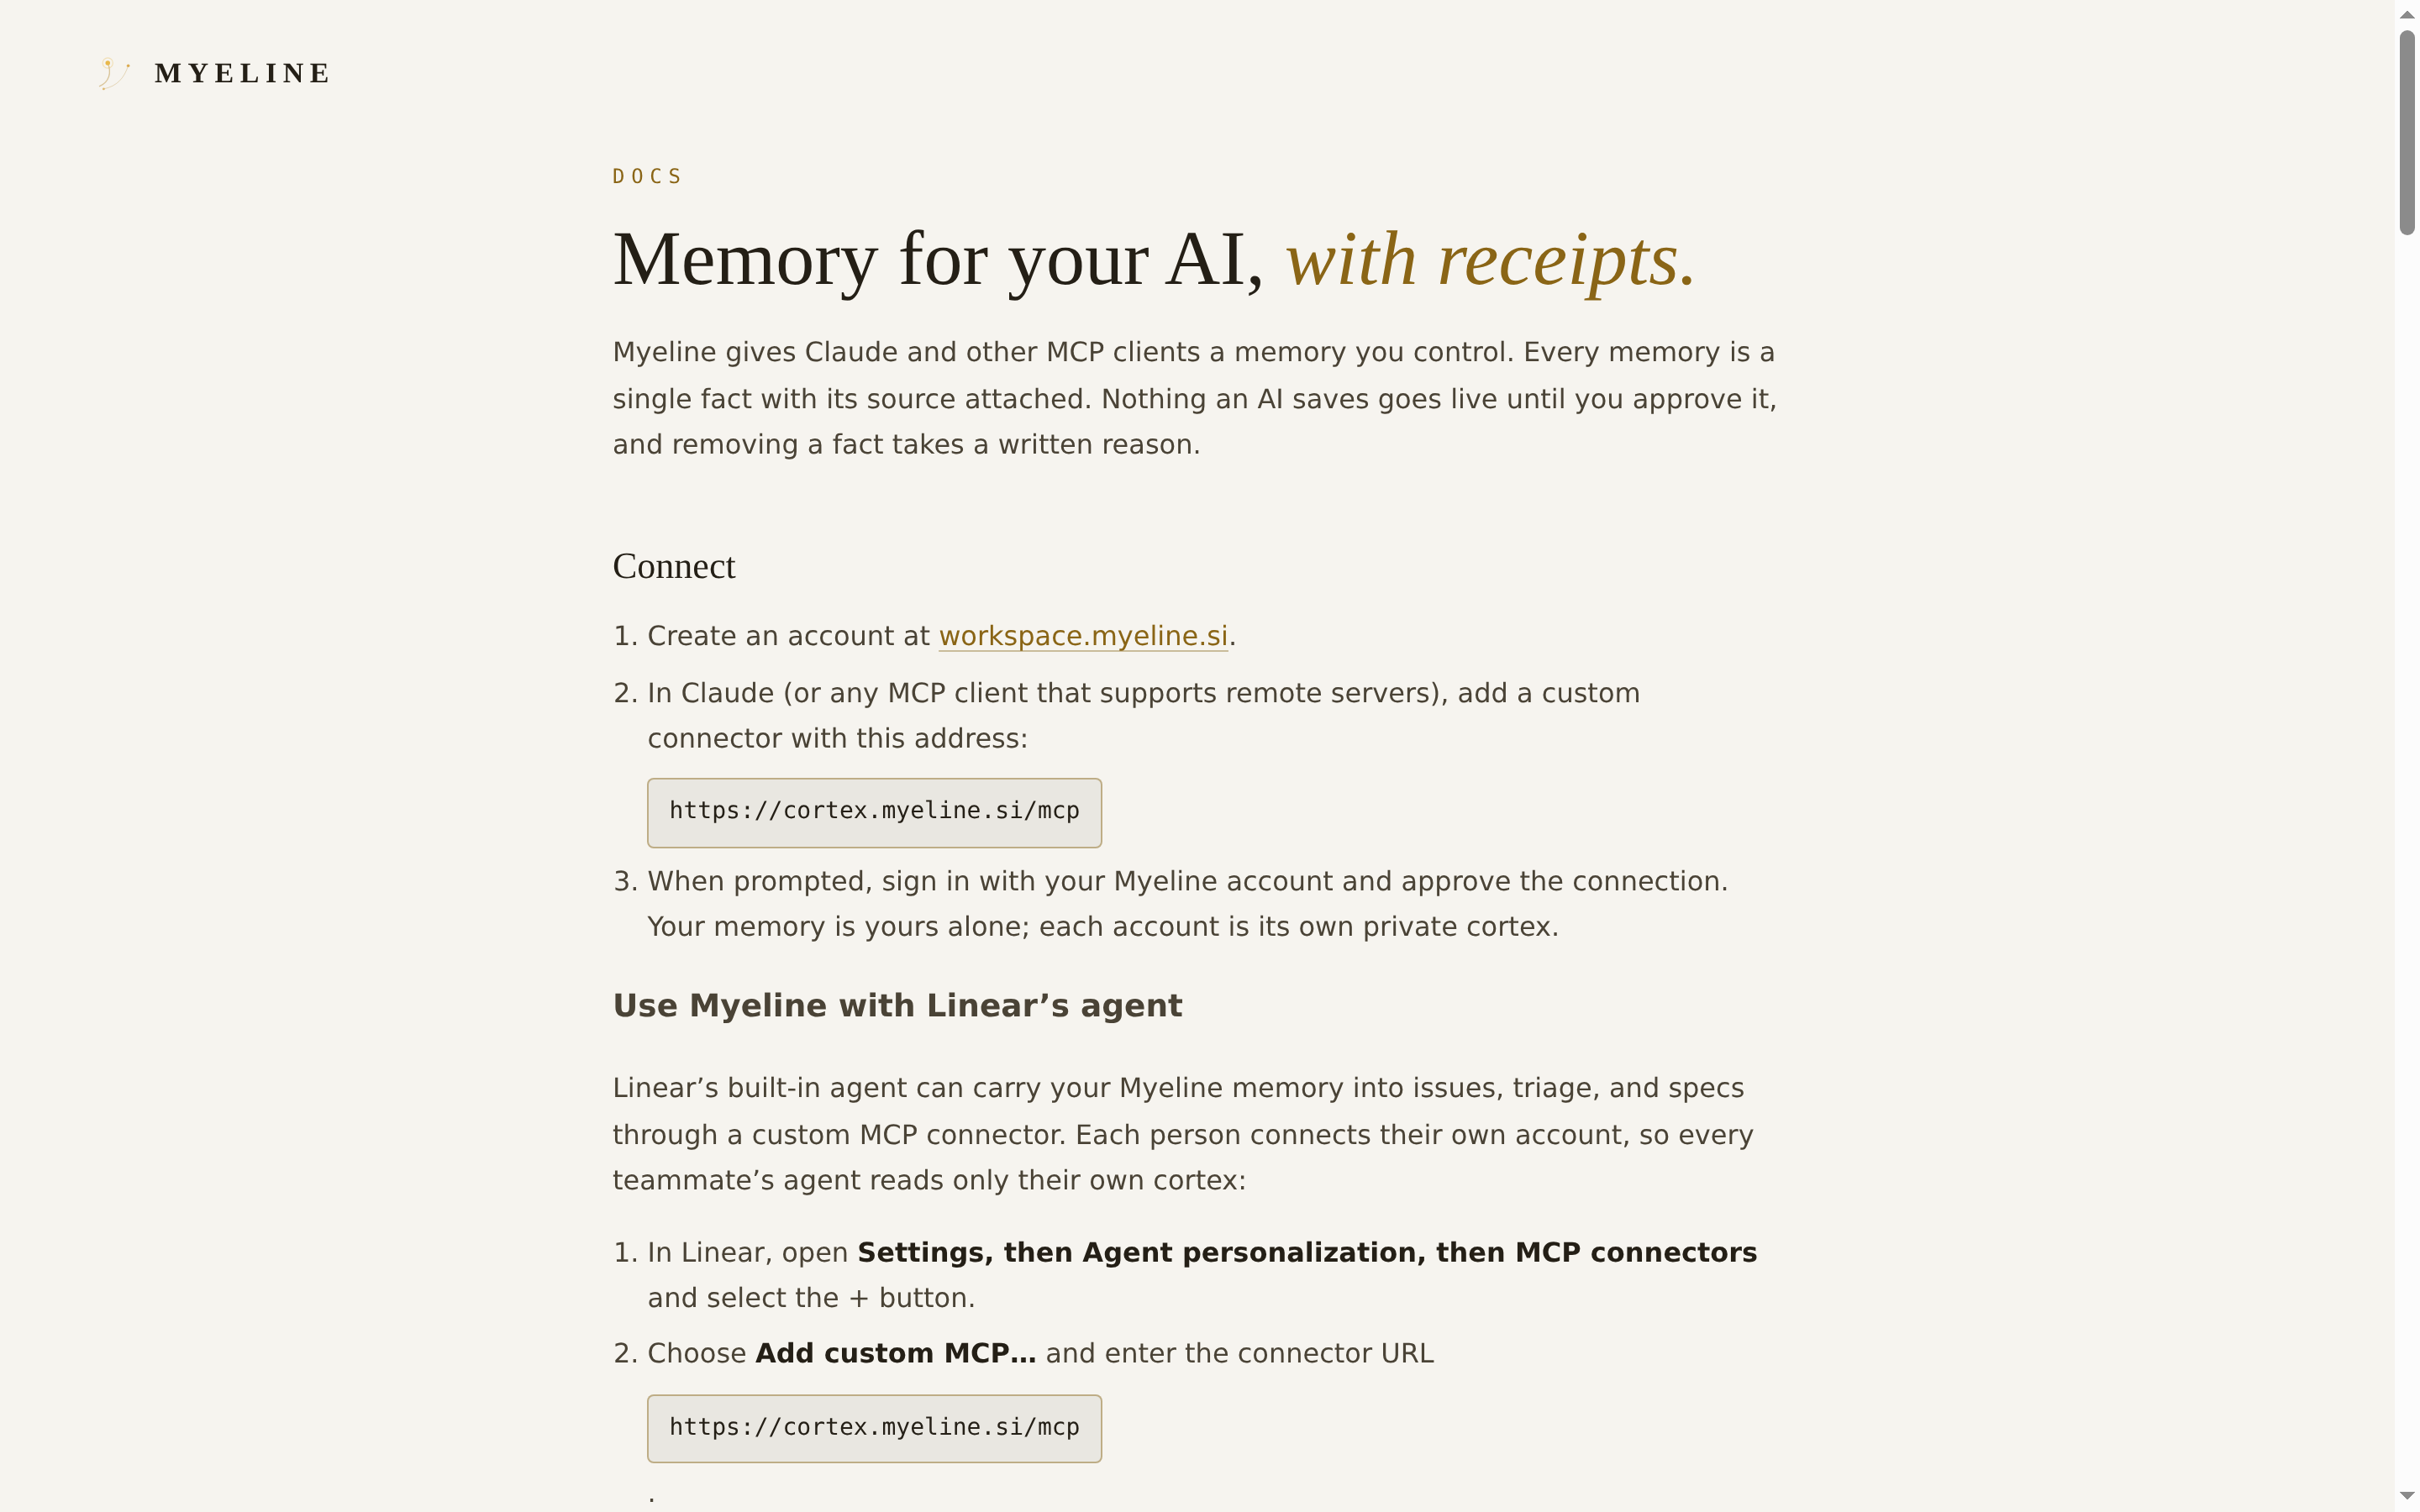 MYELINE
DOCS
Memory for your AI, with receipts.
Myeline gives Claude and other MCP clients a memory you control. Every memory is a
single fact with its source attached. Nothing an AI saves goes live until you approve it,
and removing a fact takes a written reason.
Connect
1. Create an account at workspace.myeline.si.
2. In Claude (or any MCP client that supports remote servers), add a custom
connector with this address:
https://cortex.myeline.si/mcp
3. When prompted, sign in with your Myeline account and approve the connection.
Your memory is yours alone; each account is its own private cortex.
Use Myeline with Linear’s agent
Linear’s built-in agent can carry your Myeline memory into issues, triage, and specs
through a custom MCP connector. Each person connects their own account, so every
teammate’s agent reads only their own cortex:
1. In Linear, open Settings, then Agent personalization, then MCP connectors
and select the + button.
2. Choose Add custom MCP… and enter the connector URL
https://cortex.myeline.si/mcp
.